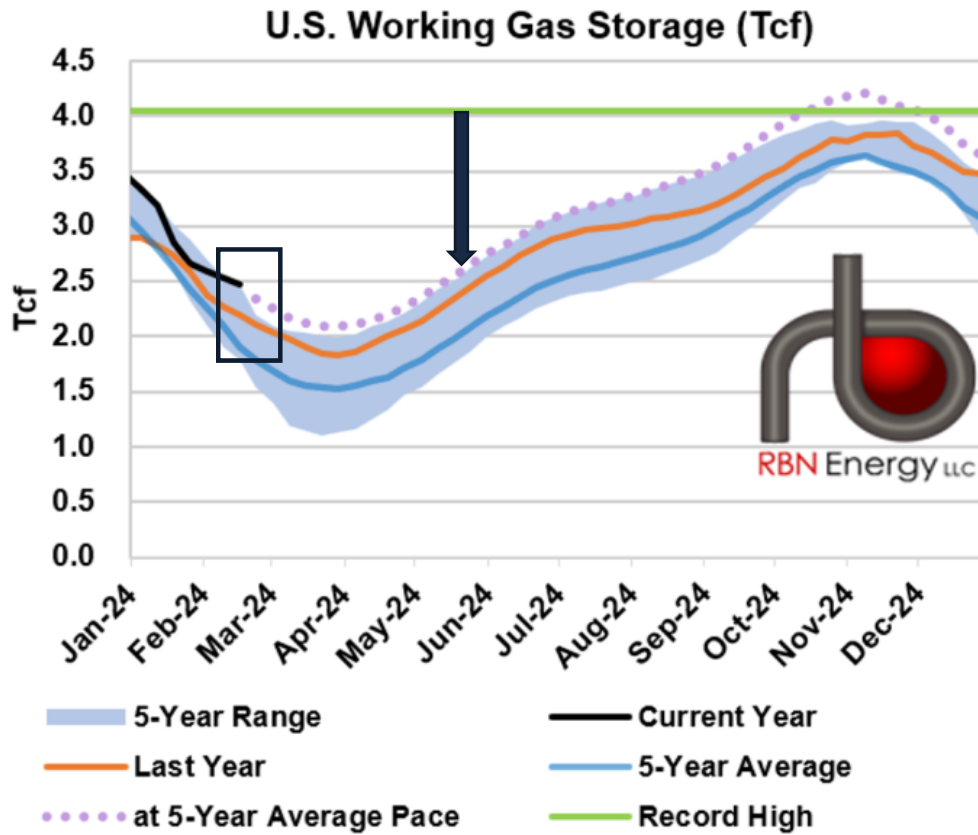 U.S. Working Gas Storage (Tcf)
4.5
4.0
3.5
3.0
2.5
2.0
1.5
1.0
0.5
0.0
Tcf
Jan-24
Feb-24
Mar-24
Apr-24
May-24
Jun-24
Jul-24
Aug-24
Sep-24
Oct-24
Nov-24
Dec-24
RBN Energy LLC
5-Year Range
Current Year
Last Year
5-Year Average
at 5-Year Average Pace
Record High